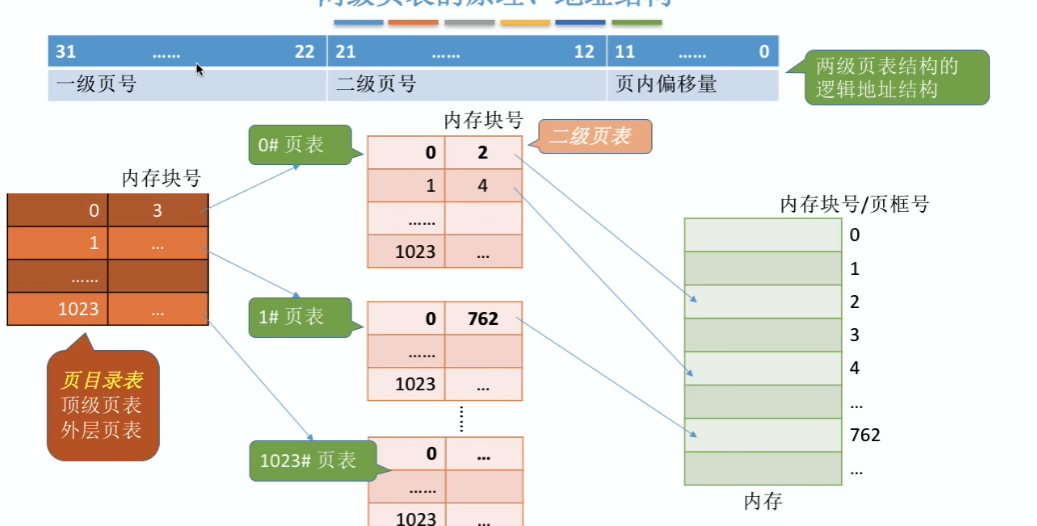 两级页表的原理、地址结构
31 …… 22 21 …… 12 11 …… 0
一级页号 二级页号 页内偏移量
两级页表结构的
逻辑地址结构
内存块号
0 3
1 ...
……
1023 ...
页目录表
顶级页表
外层页表
0# 页表
内存块号
二级页表
0 2
1 4
……
1023 ...
1# 页表
0 762
……
1023 ...
1023# 页表
0 ...
……
1023 ...
内存块号/页框号
0
1
2
3
4
...
762
...
内存